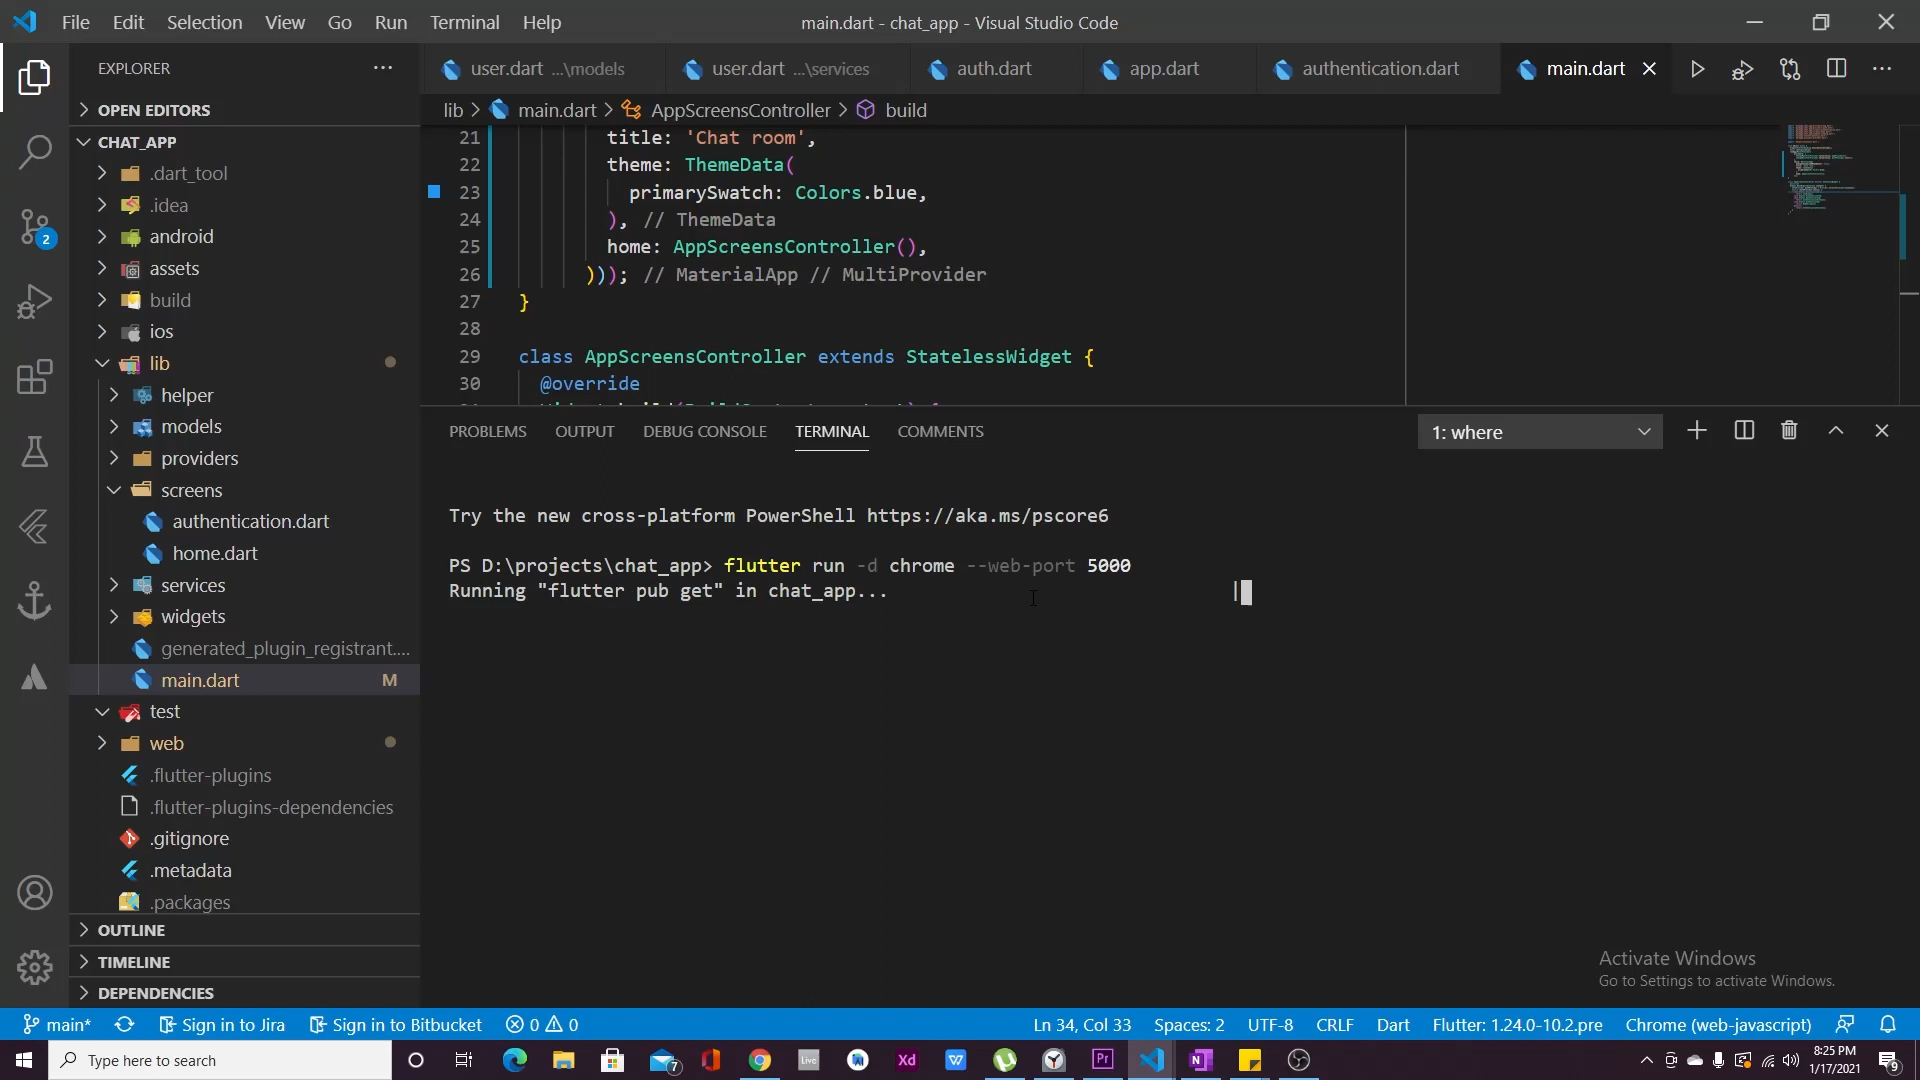 File Edit Selection View Go Run Terminal Help
main.dart - chat_app - Visual Studio Code
EXPLORER
OPEN EDITORS
CHAT_APP
.dart_tool
.idea
android
assets
build
ios
lib
helper
models
providers
screens
authentication.dart
home.dart
services
widgets
generated_plugin_registrant....
main.dart M
test
web
.flutter-plugins
.flutter-plugins-dependencies
.gitignore
.metadata
.packages
OUTLINE
TIMELINE
DEPENDENCIES
2
user.dart ...\models
user.dart ...\services
auth.dart
app.dart
authentication.dart
main.dart
lib > main.dart > AppScreensController > build
21 title: 'Chat room',
22 theme: ThemeData(
23 primarySwatch: Colors.blue,
24 ), // ThemeData
25 home: AppScreensController(),
26 ))); // MaterialApp // MultiProvider
27 }
28
29 class AppScreensController extends StatelessWidget {
30 @override
PROBLEMS OUTPUT DEBUG CONSOLE TERMINAL COMMENTS
1: where
Try the new cross-platform PowerShell https://aka.ms/pscore6
PS D:\projects\chat_app> flutter run -d chrome --web-port 5000
Running "flutter pub get" in chat_app... |
Activate Windows
Go to Settings to activate Windows.
main* Sign in to Jira Sign in to Bitbucket 0 0
Ln 34, Col 33 Spaces: 2 UTF-8 CRLF Dart Flutter: 1.24.0-10.2.pre Chrome (web-javascript)
Type here to search
7
Live
Xd
Pr
N
8:25 PM
1/17/2021
9